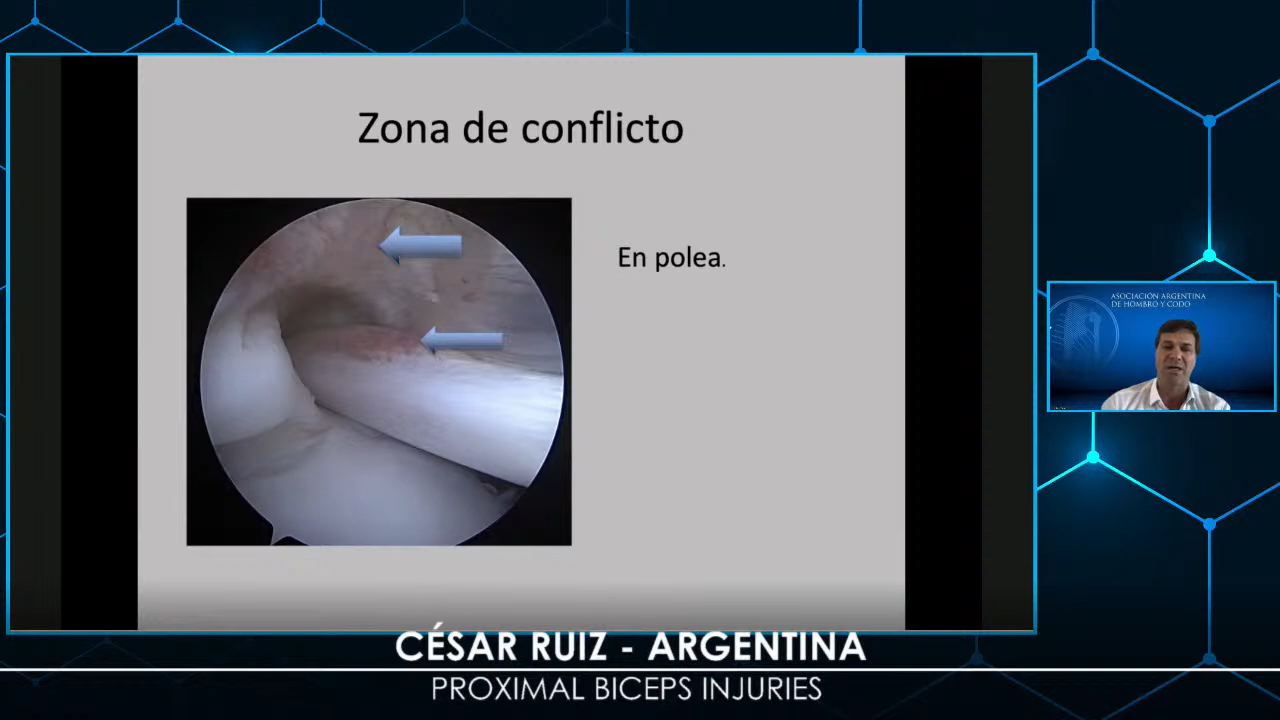 Zona de conflicto
En polea.
ASOCIACIÓN ARGENTINA
DE HOMBRO Y CODO
CÉSAR RUIZ - ARGENTINA
PROXIMAL BICEPS INJURIES